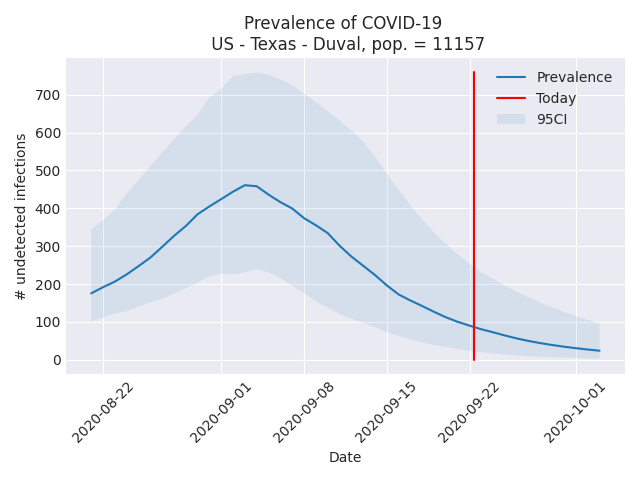 Prevalence of COVID-19
US - Texas - Duval, pop. = 11157
Prevalence
Today
95CI
# undetected infections
700
600
500
400
300
200
100
0
2020-08-22
2020-09-01
2020-09-08
2020-09-15
2020-09-22
2020-10-01
Date